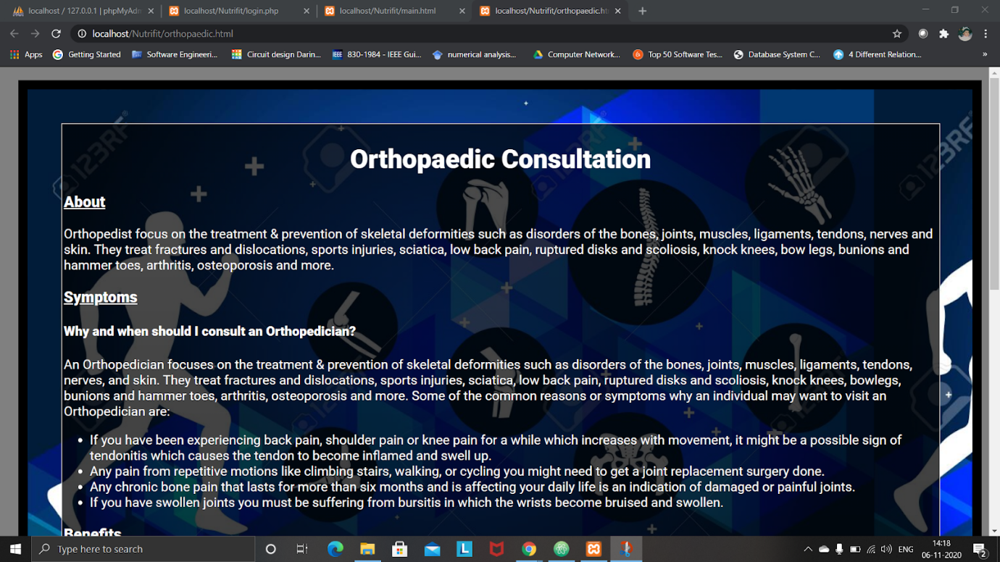 localhost / 127.0.0.1 | phpMyAdm
localhost/Nutrifit/login.php
localhost/Nutrifit/main.html
localhost/Nutrifit/orthopaedic.ht
localhost/Nutrifit/orthopaedic.html
Apps
Getting Started
Software Engineeri...
Circuit design Darin...
IEEE
830-1984 - IEEE Gui...
numerical analysis...
Computer Network...
Top 50 Software Tes...
Database System C...
4 Different Relation...
»
123RF
123RF
123RF
Orthopaedic Consultation
About
Orthopedist focus on the treatment & prevention of skeletal deformities such as disorders of the bones, joints, muscles, ligaments, tendons, nerves and
skin. They treat fractures and dislocations, sports injuries, sciatica, low back pain, ruptured disks and scoliosis, knock knees, bow legs, bunions and
hammer toes, arthritis, osteoporosis and more.
Symptoms
Why and when should I consult an Orthopedician?
An Orthopedician focuses on the treatment & prevention of skeletal deformities such as disorders of the bones, joints, muscles, ligaments, tendons,
nerves, and skin. They treat fractures and dislocations, sports injuries, sciatica, low back pain, ruptured disks and scoliosis, knock knees, bowlegs,
bunions and hammer toes, arthritis, osteoporosis and more. Some of the common reasons or symptoms why an individual may want to visit an
Orthopedician are:
• If you have been experiencing back pain, shoulder pain or knee pain for a while which increases with movement, it might be a possible sign of
tendonitis which causes the tendon to become inflamed and swell up.
• Any pain from repetitive motions like climbing stairs, walking, or cycling you might need to get a joint replacement surgery done.
• Any chronic bone pain that lasts for more than six months and is affecting your daily life is an indication of damaged or painful joints.
• If you have swollen joints you must be suffering from bursitis in which the wrists become bruised and swollen.
Benefits
Type here to search
L
ENG
14:18
06-11-2020
2